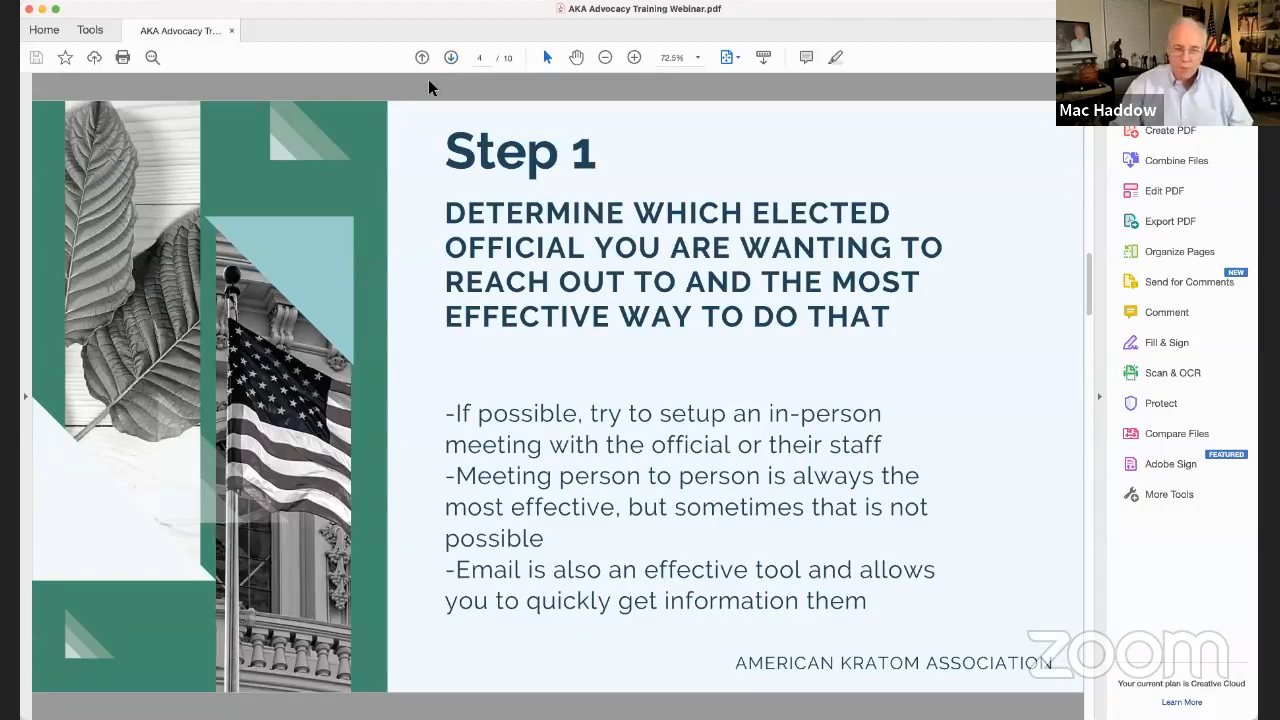 AKA Advocacy Training Webinar.pdf
Home
Tools
AKA Advocacy Tr...
×
4 / 10
72.5%
Mac Haddow
Step 1
DETERMINE WHICH ELECTED
OFFICIAL YOU ARE WANTING TO
REACH OUT TO AND THE MOST
EFFECTIVE WAY TO DO THAT
-If possible, try to setup an in-person
meeting with the official or their staff
-Meeting person to person is always the
most effective, but sometimes that is not
possible
-Email is also an effective tool and allows
you to quickly get information them
AMERICAN KRATOM ASSOCIATION
Create PDF
Combine Files
Edit PDF
Export PDF
Organize Pages
NEW
Send for Comments
Comment
Fill & Sign
Scan & OCR
Protect
Compare Files
FEATURED
Adobe Sign
More Tools
zoom
Your current plan is Creative Cloud
Learn More